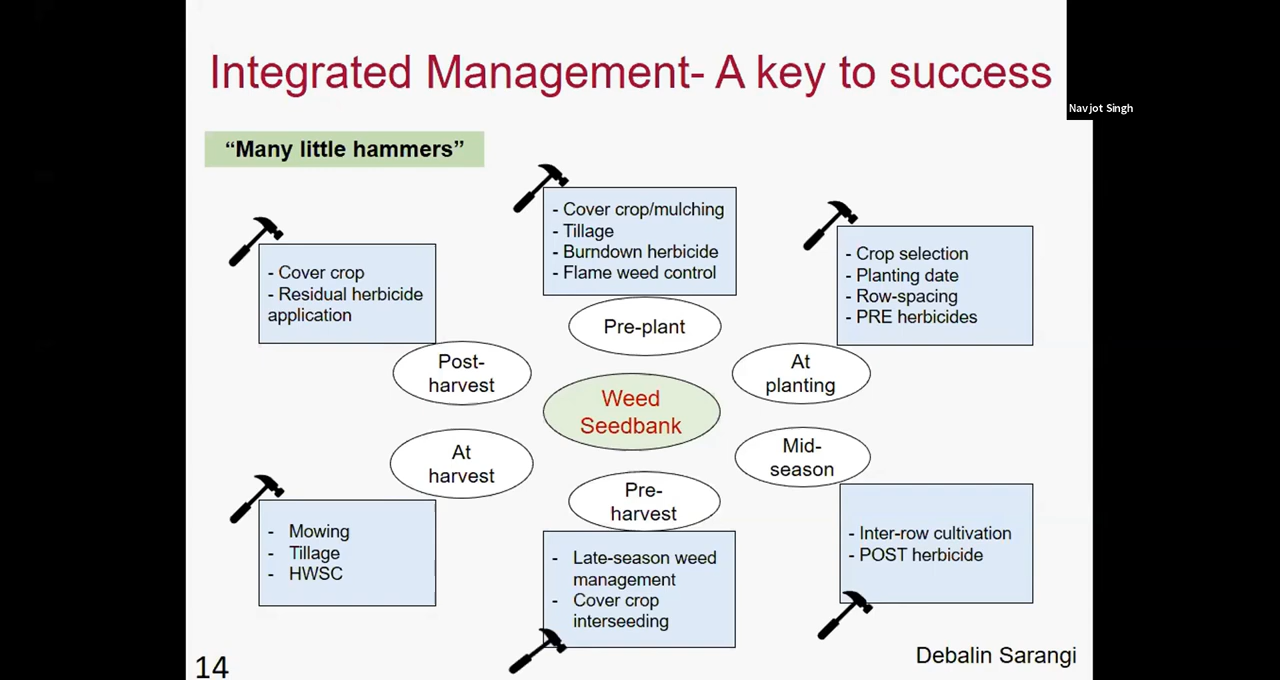 Integrated Management- A key to success
Navjot Singh
“Many little hammers”
- Cover crop/mulching
- Tillage
- Burndown herbicide
- Flame weed control
- Crop selection
- Planting date
- Row-spacing
- PRE herbicides
- Cover crop
- Residual herbicide
application
Pre-plant
Post-
harvest
At
planting
Weed
Seedbank
At
harvest
Mid-
season
Pre-
harvest
- Mowing
- Tillage
- HWSC
- Late-season weed
management
- Cover crop
interseeding
- Inter-row cultivation
- POST herbicide
14
Debalin Sarangi